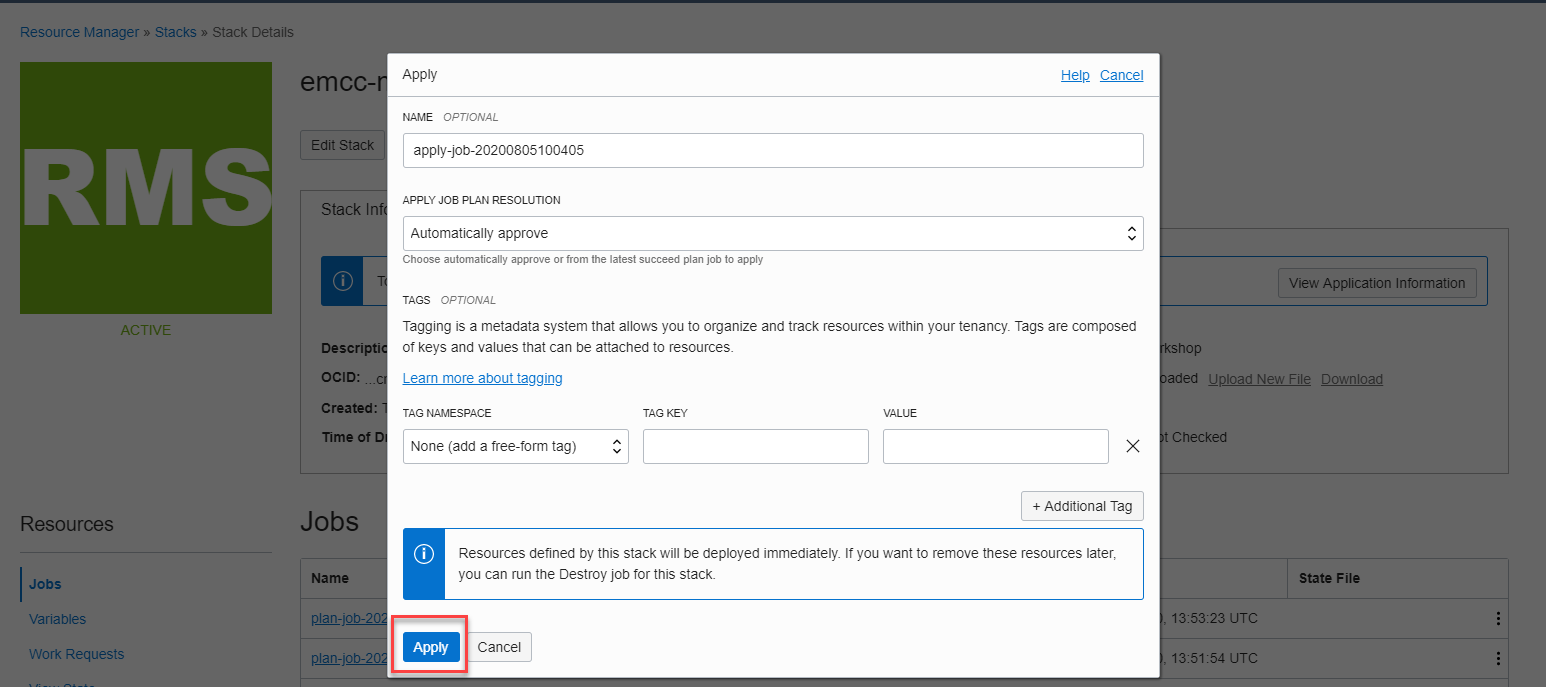 Resource Manager » Stacks » Stack Details
RMS
ACTIVE
Edit Stack
Stack
View Application Information
OCID:
Created:
Time of
loaded Upload New File Download
Checked
Apply
Help Cancel
NAME OPTIONAL
apply-job-20200805100405
APPLY JOB PLAN RESOLUTION
Automatically approve
Choose automatically approve or from the latest succeed plan job to apply
TAGS OPTIONAL
Tagging is a metadata system that allows you to organize and track resources within your tenancy. Tags are composed
of keys and values that can be attached to resources.
Learn more about tagging
TAG NAMESPACE TAG KEY VALUE
None (add a free-form tag)
+ Additional Tag
Resources defined by this stack will be deployed immediately. If you want to remove these resources later,
you can run the Destroy job for this stack.
Apply Cancel
Resources
Jobs
Variables
Work Requests
Jobs
Name State File
plan-job-202 13:53:23 UTC
plan-job-202 13:51:54 UTC